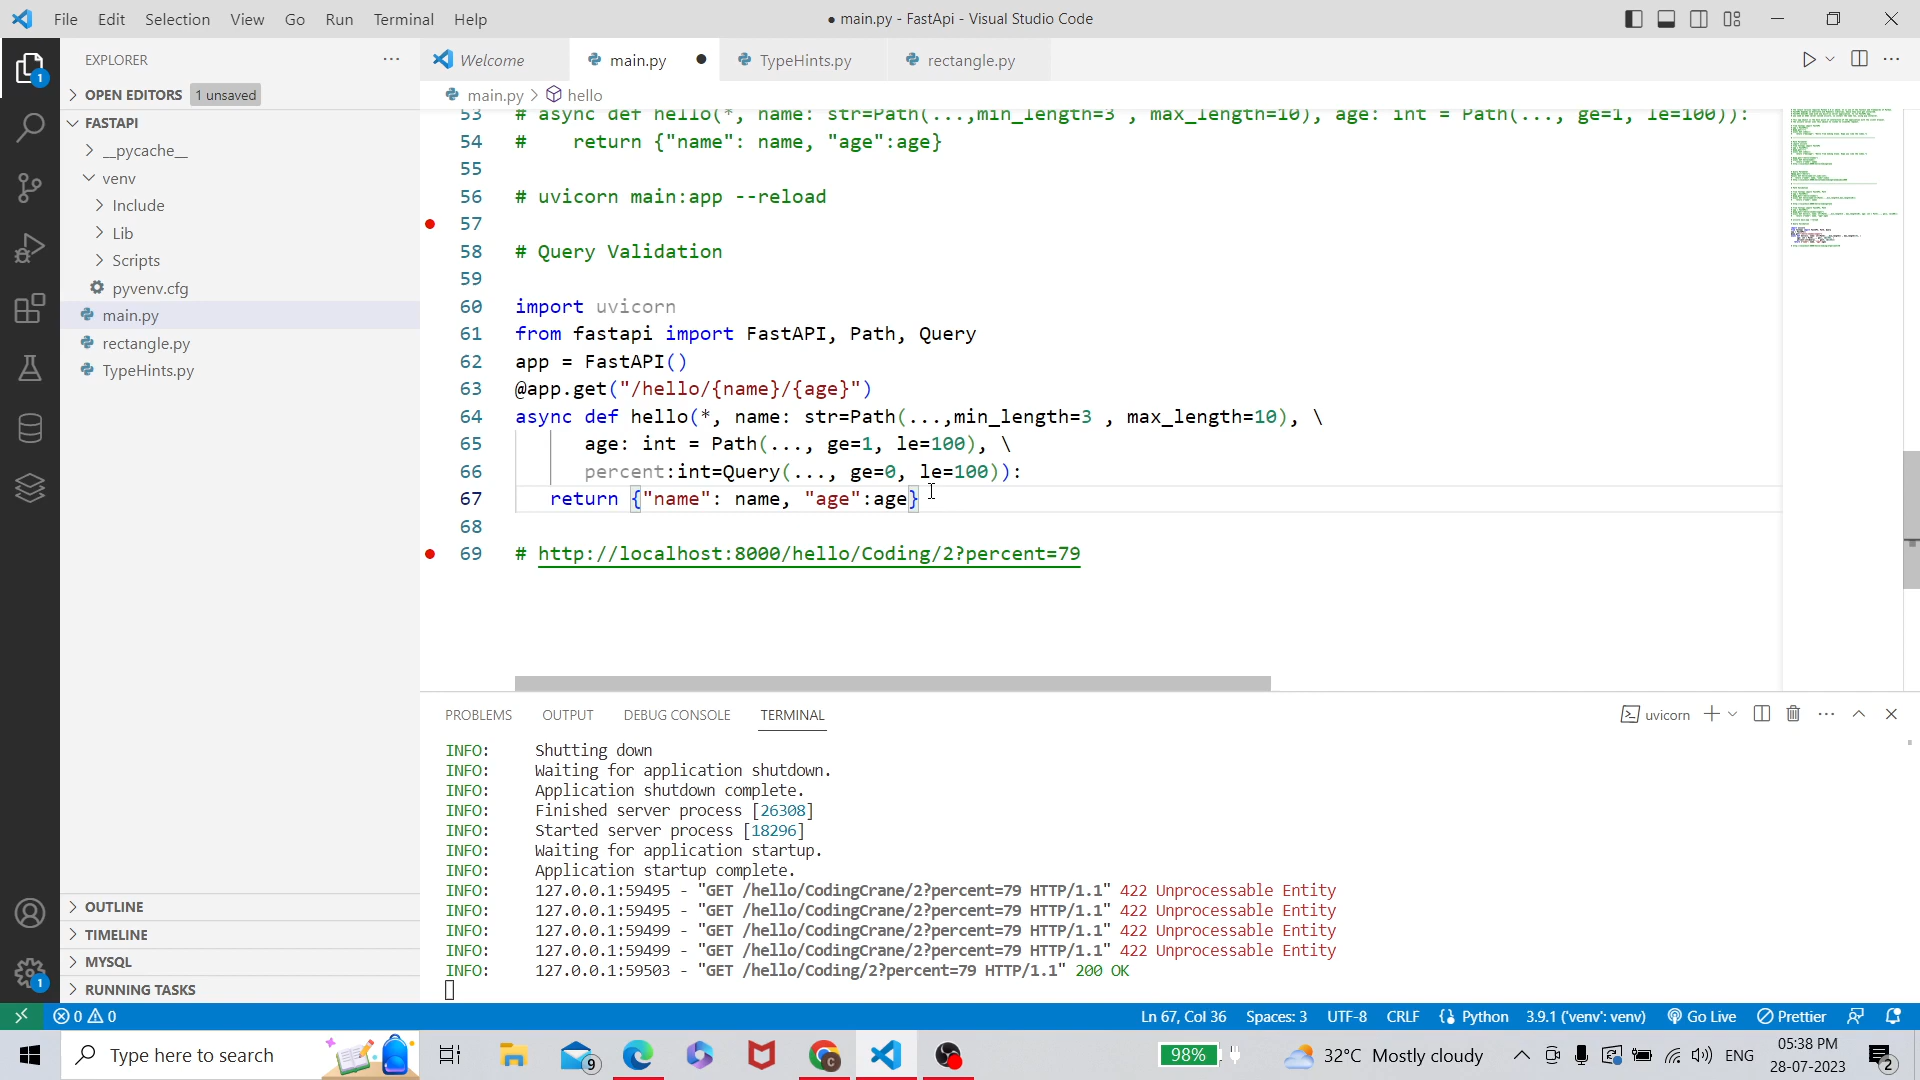 File Edit Selection View Go Run Terminal Help
● main.py - FastApi - Visual Studio Code
EXPLORER
OPEN EDITORS 1 unsaved
FASTAPI
__pycache__
venv
Include
Lib
Scripts
pyvenv.cfg
main.py
rectangle.py
TypeHints.py
OUTLINE
TIMELINE
MYSQL
RUNNING TASKS
Welcome main.py TypeHints.py rectangle.py
main.py > hello
53 # async def hello(*, name: str=Path(...,min_length=3 , max_length=10), age: int = Path(..., ge=1, le=100)):
54 #    return {"name": name, "age":age}
55
56 # uvicorn main:app --reload
57
58 # Query Validation
59
60 import uvicorn
61 from fastapi import FastAPI, Path, Query
62 app = FastAPI()
63 @app.get("/hello/{name}/{age}")
64 async def hello(*, name: str=Path(...,min_length=3 , max_length=10), \
65       age: int = Path(..., ge=1, le=100), \
66       percent:int=Query(..., ge=0, le=100)):
67    return {"name": name, "age":age}
68
69 # http://localhost:8000/hello/Coding/2?percent=79
PROBLEMS OUTPUT DEBUG CONSOLE TERMINAL
uvicorn
INFO:     Shutting down
INFO:     Waiting for application shutdown.
INFO:     Application shutdown complete.
INFO:     Finished server process [26308]
INFO:     Started server process [18296]
INFO:     Waiting for application startup.
INFO:     Application startup complete.
INFO:     127.0.0.1:59495 - "GET /hello/CodingCrane/2?percent=79 HTTP/1.1" 422 Unprocessable Entity
INFO:     127.0.0.1:59495 - "GET /hello/CodingCrane/2?percent=79 HTTP/1.1" 422 Unprocessable Entity
INFO:     127.0.0.1:59499 - "GET /hello/CodingCrane/2?percent=79 HTTP/1.1" 422 Unprocessable Entity
INFO:     127.0.0.1:59499 - "GET /hello/CodingCrane/2?percent=79 HTTP/1.1" 422 Unprocessable Entity
INFO:     127.0.0.1:59503 - "GET /hello/Coding/2?percent=79 HTTP/1.1" 200 OK
0 0 Ln 67, Col 36 Spaces: 3 UTF-8 CRLF Python 3.9.1 ('venv': venv) Go Live Prettier
Type here to search
9
98%
32°C Mostly cloudy
ENG
05:38 PM
28-07-2023
2